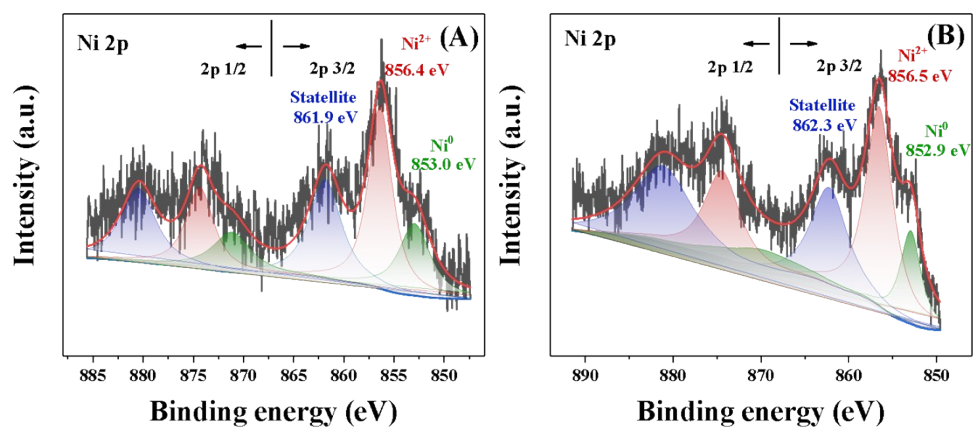 Ni 2p
(A)
2p 1/2
2p 3/2
Ni2+
856.4 eV
Statellite
861.9 eV
Ni0
853.0 eV
Intensity (a.u.)
885 880 875 870 865 860 855 850
Binding energy (eV)
Ni 2p
(B)
2p 1/2
2p 3/2
Ni2+
856.5 eV
Statellite
862.3 eV
Ni0
852.9 eV
Intensity (a.u.)
890 880 870 860 850
Binding energy (eV)